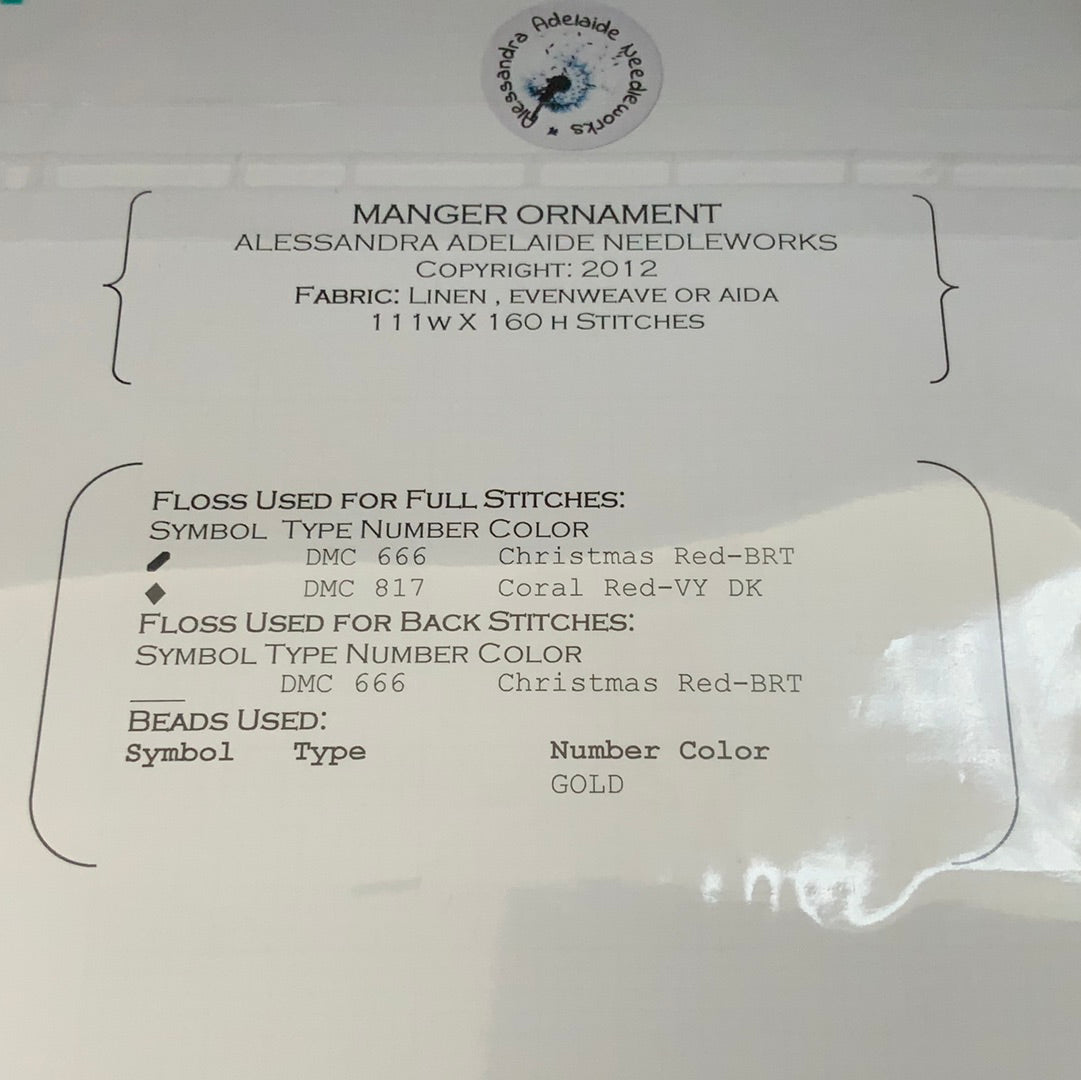 Alessandra Adelaide Needleworks *
MANGER ORNAMENT
ALESSANDRA ADELAIDE NEEDLEWORKS
COPYRIGHT: 2012
FABRIC: LINEN , EVENWEAVE OR AIDA
111W X 160 H STITCHES
FLOSS USED FOR FULL STITCHES:
SYMBOL TYPE NUMBER COLOR
DMC 666 Christmas Red-BRT
◆ DMC 817 Coral Red-VY DK
FLOSS USED FOR BACK STITCHES:
SYMBOL TYPE NUMBER COLOR
DMC 666 Christmas Red-BRT
BEADS USED:
Symbol Type Number Color
GOLD